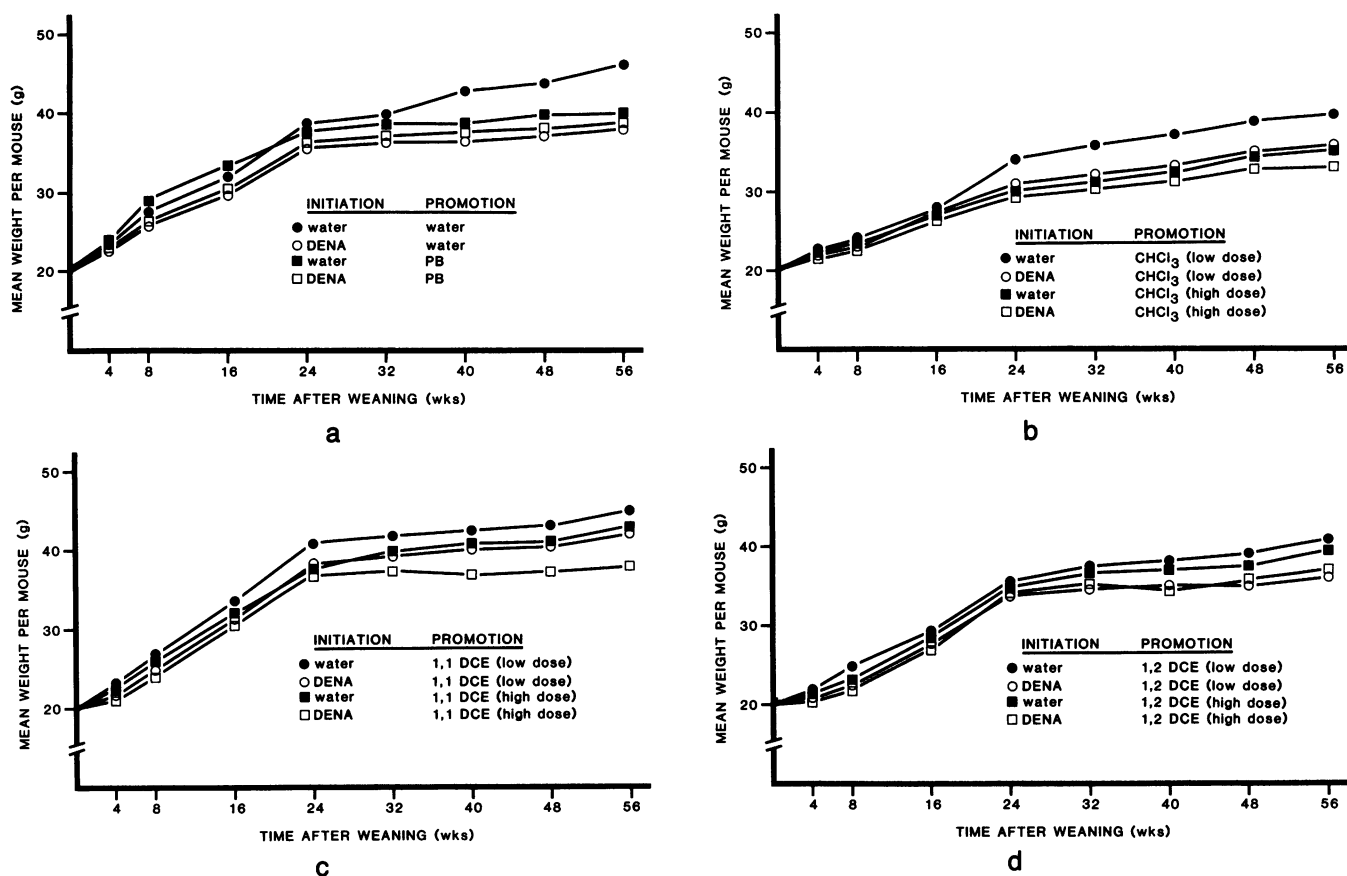 50
40
30
20
MEAN WEIGHT PER MOUSE (g)
INITIATION PROMOTION
water water
DENA water
water PB
DENA PB
4 8 16 24 32 40 48 56
TIME AFTER WEANING (wks)
a
50
40
30
20
MEAN WEIGHT PER MOUSE (g)
INITIATION PROMOTION
water CHCl₃ (low dose)
DENA CHCl₃ (low dose)
water CHCl₃ (high dose)
DENA CHCl₃ (high dose)
4 8 16 24 32 40 48 56
TIME AFTER WEANING (wks)
b
50
40
30
20
MEAN WEIGHT PER MOUSE (g)
INITIATION PROMOTION
water 1,1 DCE (low dose)
DENA 1,1 DCE (low dose)
water 1,1 DCE (high dose)
DENA 1,1 DCE (high dose)
4 8 16 24 32 40 48 56
TIME AFTER WEANING (wks)
c
50
40
30
20
MEAN WEIGHT PER MOUSE (g)
INITIATION PROMOTION
water 1,2 DCE (low dose)
DENA 1,2 DCE (low dose)
water 1,2 DCE (high dose)
DENA 1,2 DCE (high dose)
4 8 16 24 32 40 48 56
TIME AFTER WEANING (wks)
d